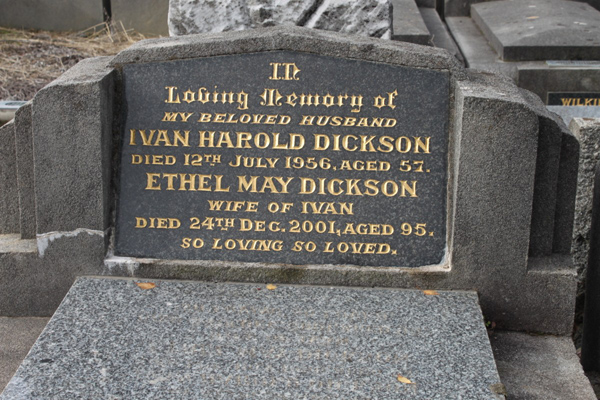 In
Loving Memory of
MY BELOVED HUSBAND
IVAN HAROLD DICKSON
DIED 12TH JULY 1956, AGED 57.
ETHEL MAY DICKSON
WIFE OF IVAN
DIED 24TH DEC. 2001, AGED 95.
SO LOVING SO LOVED.